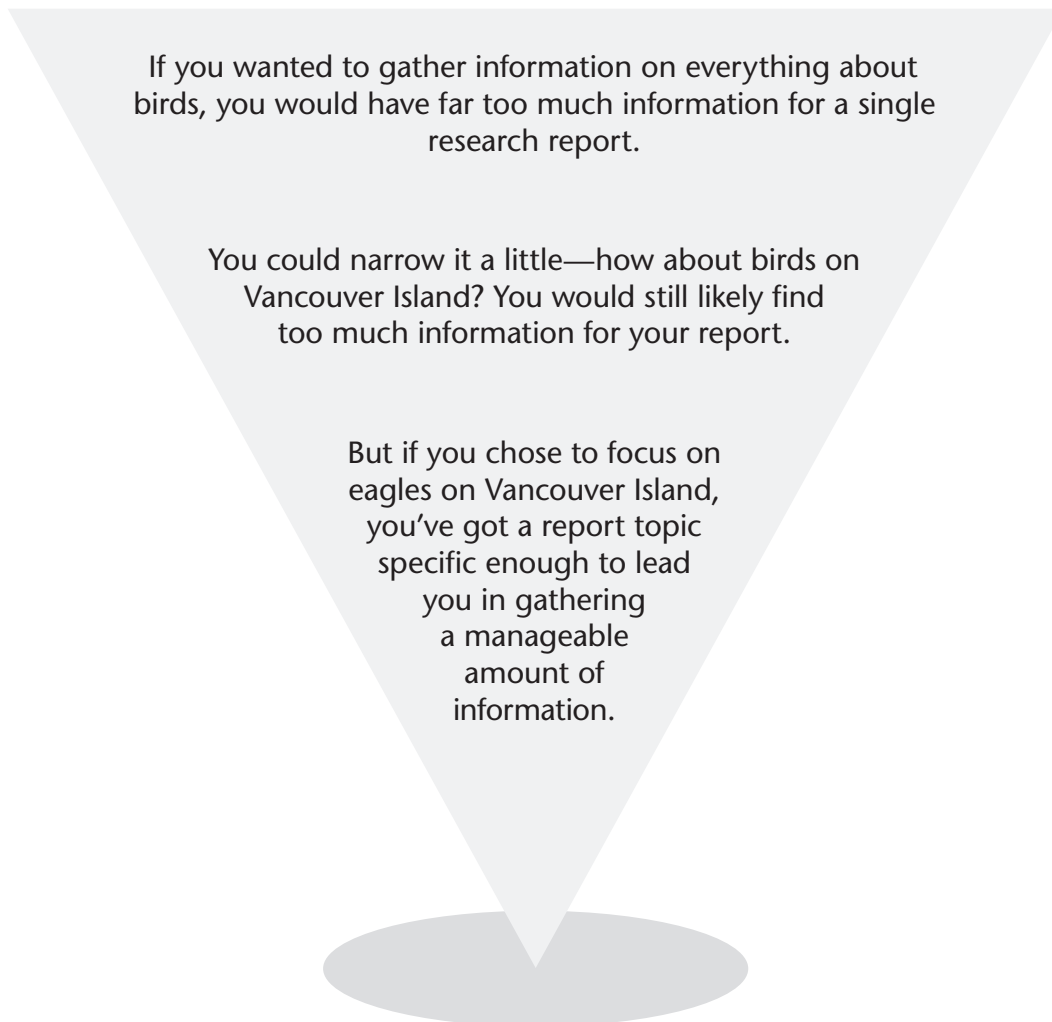 If you wanted to gather information on everything about
birds, you would have far too much information for a single
research report.
You could narrow it a little—how about birds on
Vancouver Island? You would still likely find
too much information for your report.
But if you chose to focus on
eagles on Vancouver Island,
you’ve got a report topic
specific enough to lead
you in gathering
a manageable
amount of
information.